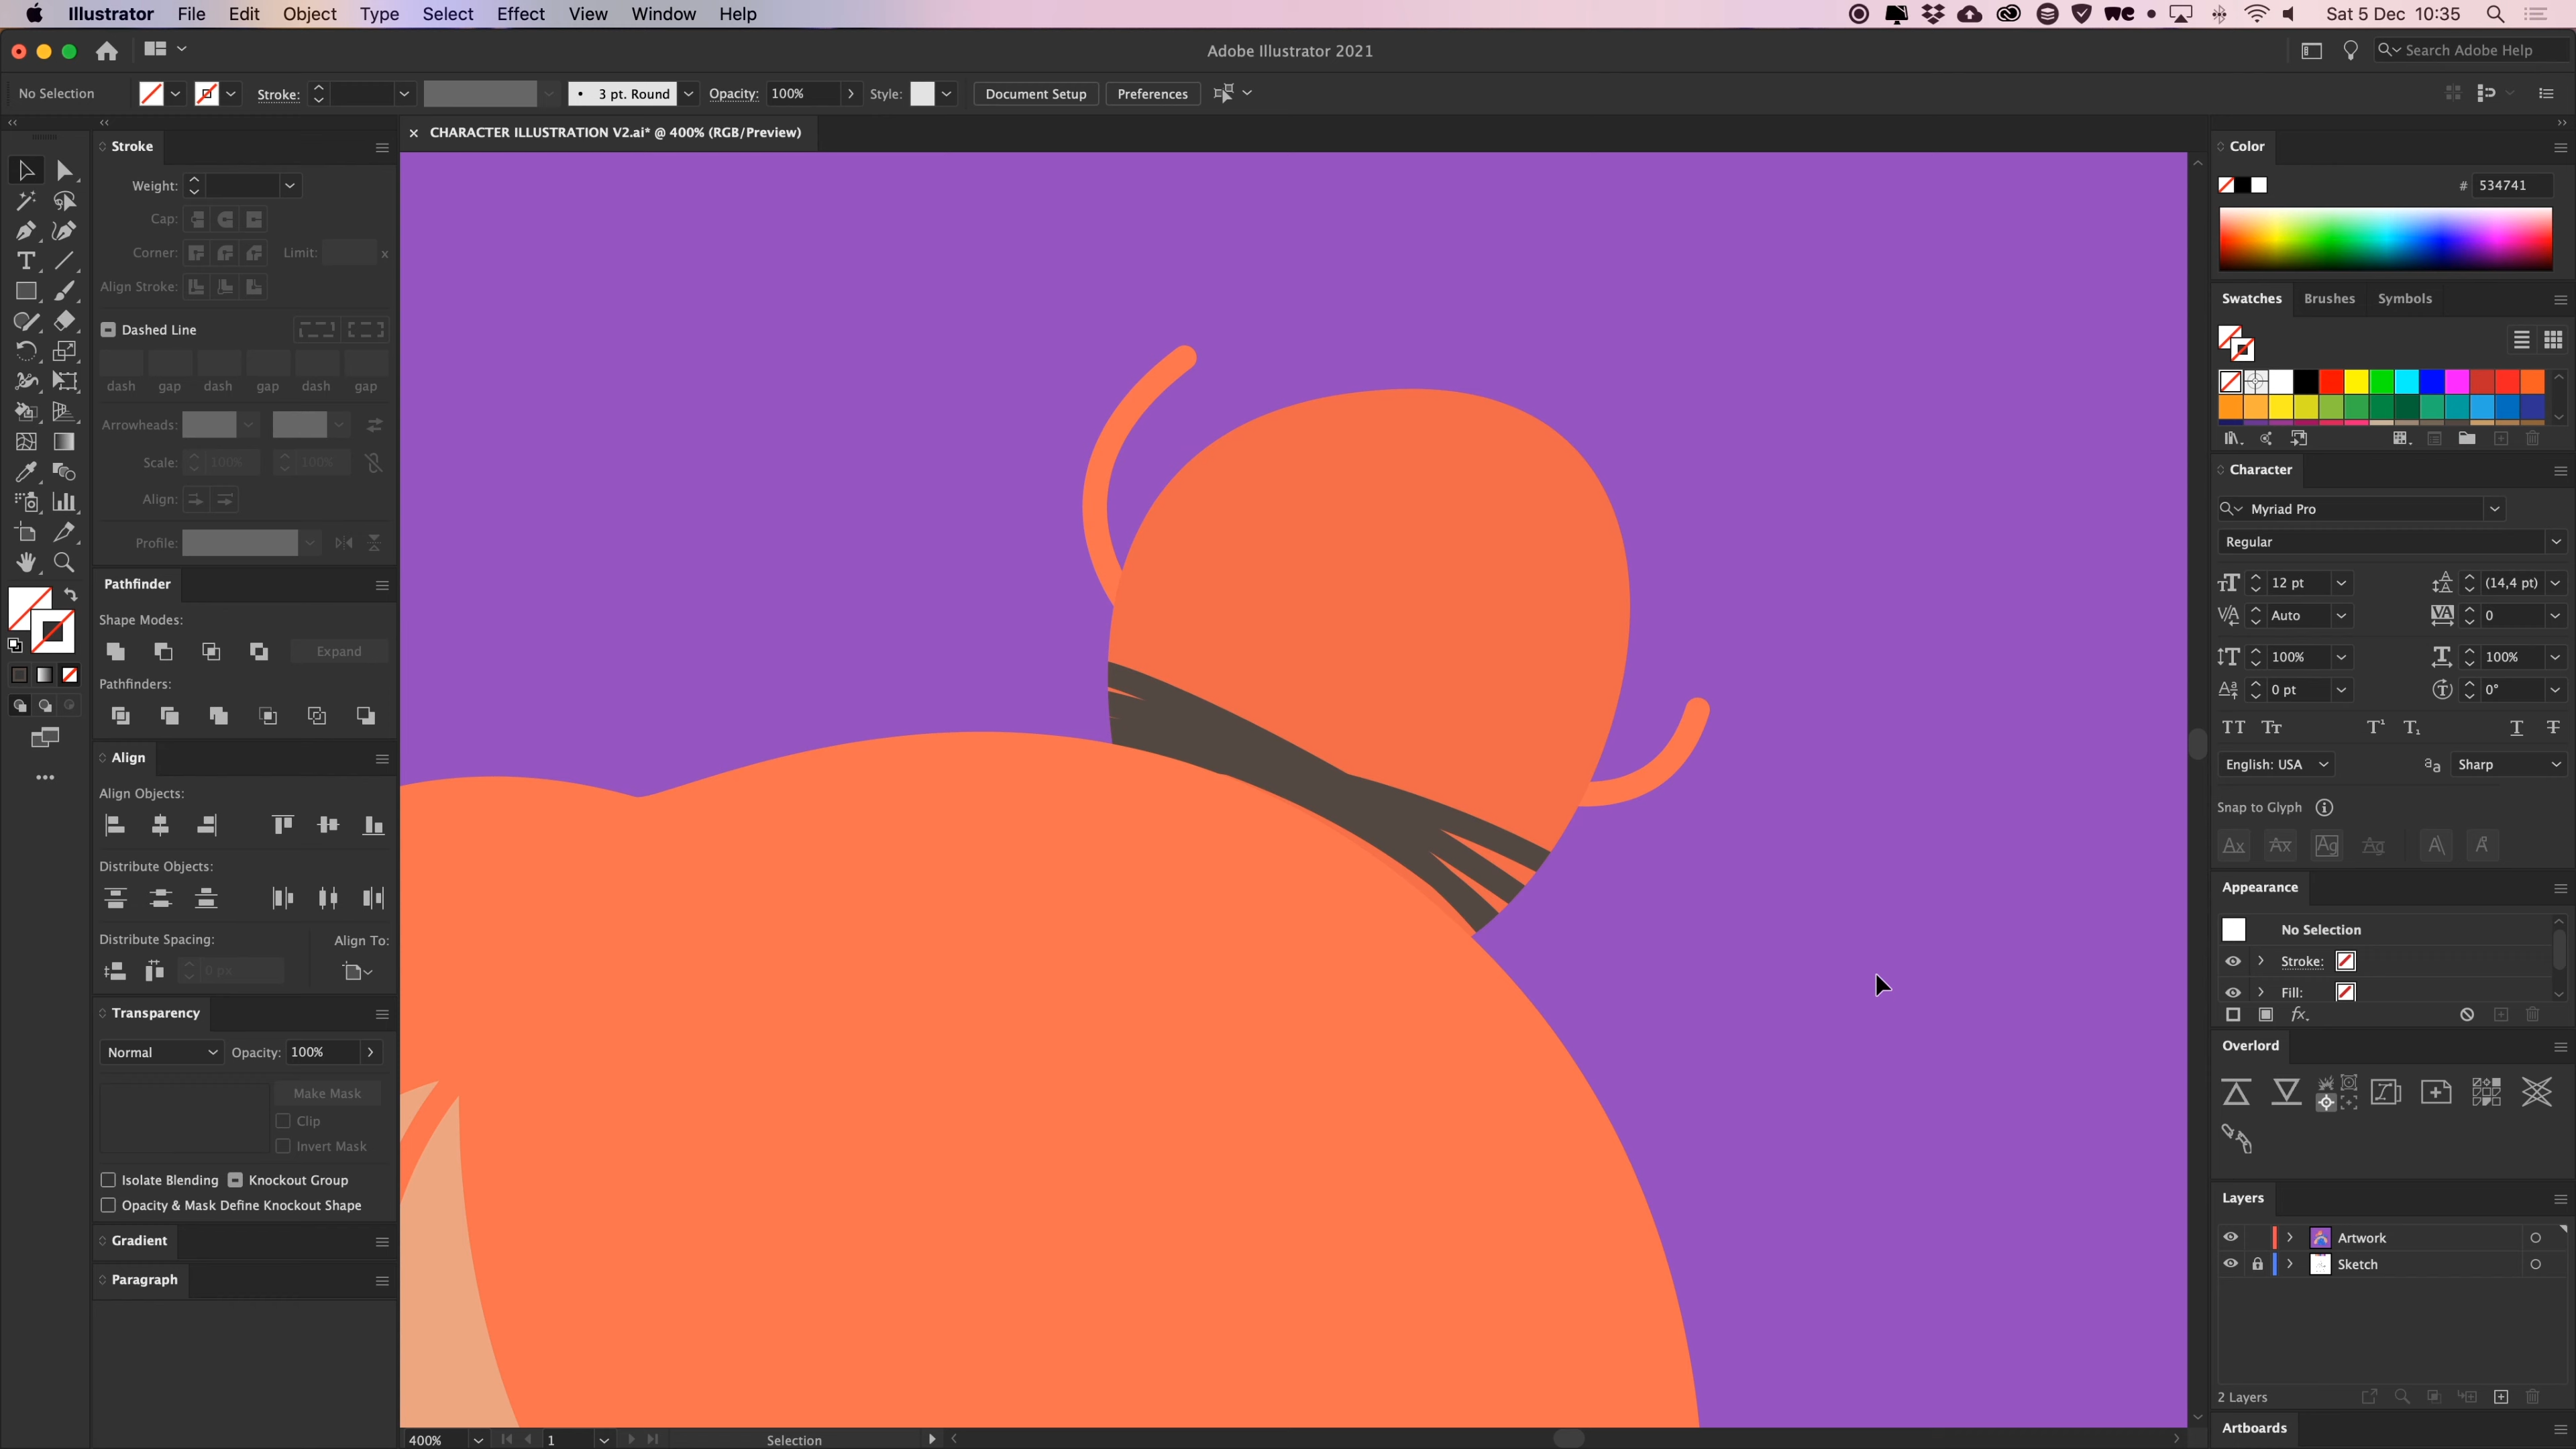 Illustrator File Edit Object Type Select Effect View Window Help Sat 5 Dec 10:35
Adobe Illustrator 2021 Search Adobe Help
No Selection Stroke: • 3 pt. Round Opacity: 100% Style: Document Setup Preferences
× CHARACTER ILLUSTRATION V2.ai* @ 400% (RGB/Preview)
Stroke
Weight:
Cap:
Corner: Limit: x
Align Stroke:
Dashed Line
dash gap dash gap dash gap
Arrowheads:
Scale: 100% 100%
Align:
Profile:
Pathfinder
Shape Modes:
Expand
Pathfinders:
Align
Align Objects:
Distribute Objects:
Distribute Spacing: Align To:
0 px
Transparency
Normal Opacity: 100%
Make Mask
Clip
Invert Mask
Isolate Blending Knockout Group
Opacity & Mask Define Knockout Shape
Gradient
Paragraph
400% 1 Selection
Color
# 534741
Swatches Brushes Symbols
Character
Myriad Pro
Regular
12 pt (14,4 pt)
Auto 0
100% 100%
0 pt 0°
English: USA Sharp
Snap to Glyph
Appearance
No Selection
Stroke:
Fill:
fx.
Overlord
Layers
Artwork
Sketch
2 Layers
Artboards